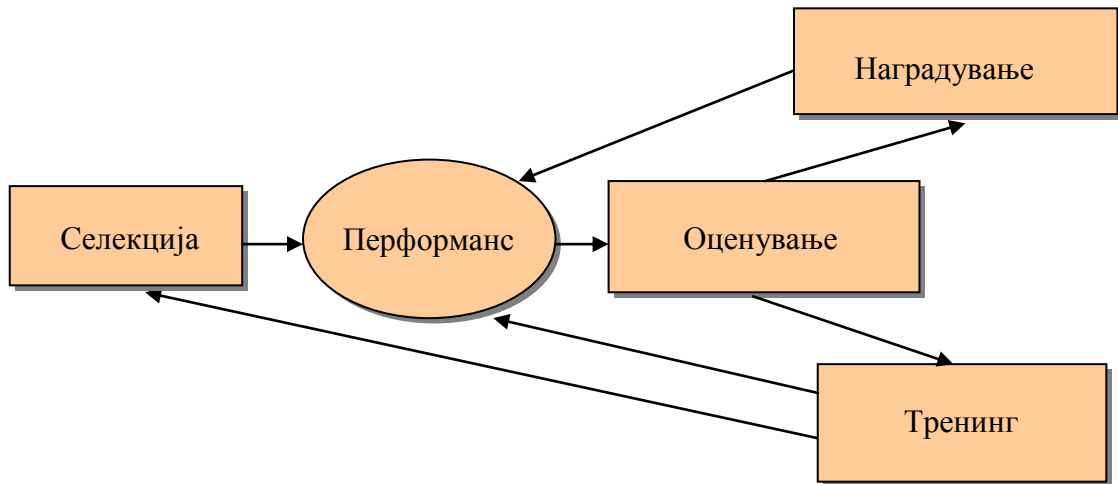 Наградување
Селекција
Перформанс
Оценување
Тренинг